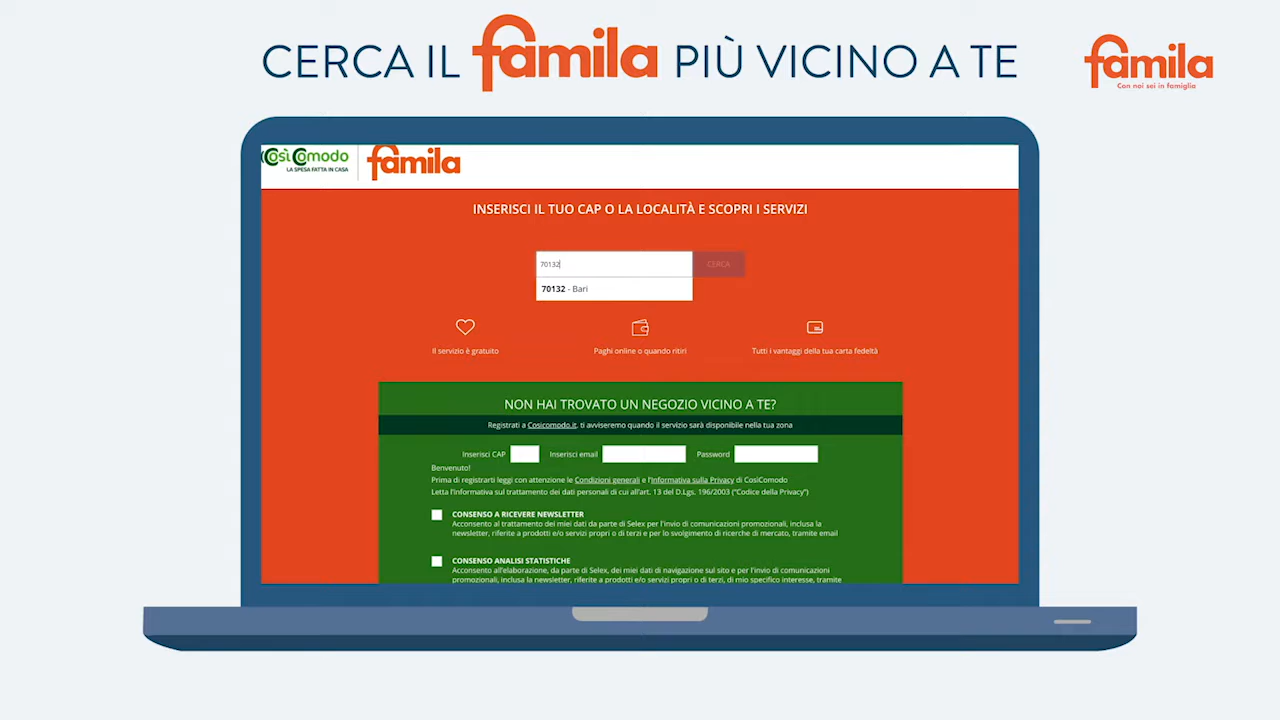 CERCA IL famila PIÙ VICINO A TE
famila
Con noi sei in famiglia
CosìComodo
LA SPESA FATTA IN CASA
famila
INSERISCI IL TUO CAP O LA LOCALITÀ E SCOPRI I SERVIZI
70132
CERCA
70132 - Bari
Il servizio è gratuito
Paghi online o quando ritiri
Tutti i vantaggi della tua carta fedeltà
NON HAI TROVATO UN NEGOZIO VICINO A TE?
Registrati a Cosicomodo.it, ti avviseremo quando il servizio sarà disponibile nella tua zona
Inserisci CAP
Inserisci email
Password
Benvenuto!
Prima di registrarti leggi con attenzione le Condizioni generali e l'Informativa sulla Privacy di CosìComodo
Letta l'informativa sul trattamento dei dati personali di cui all'art. 13 del D.Lgs. 196/2003 ("Codice della Privacy")
CONSENSO A RICEVERE NEWSLETTER
Acconsento al trattamento dei miei dati da parte di Selex per l'invio di comunicazioni promozionali, inclusa la
newsletter, riferite a prodotti e/o servizi propri o di terzi e per lo svolgimento di ricerche di mercato, tramite email
CONSENSO ANALISI STATISTICHE
Acconsento all'elaborazione, da parte di Selex, dei miei dati di navigazione sul sito e per l'invio di comunicazioni
promozionali, inclusa la newsletter, riferite a prodotti e/o servizi propri o di terzi, di mio specifico interesse, tramite